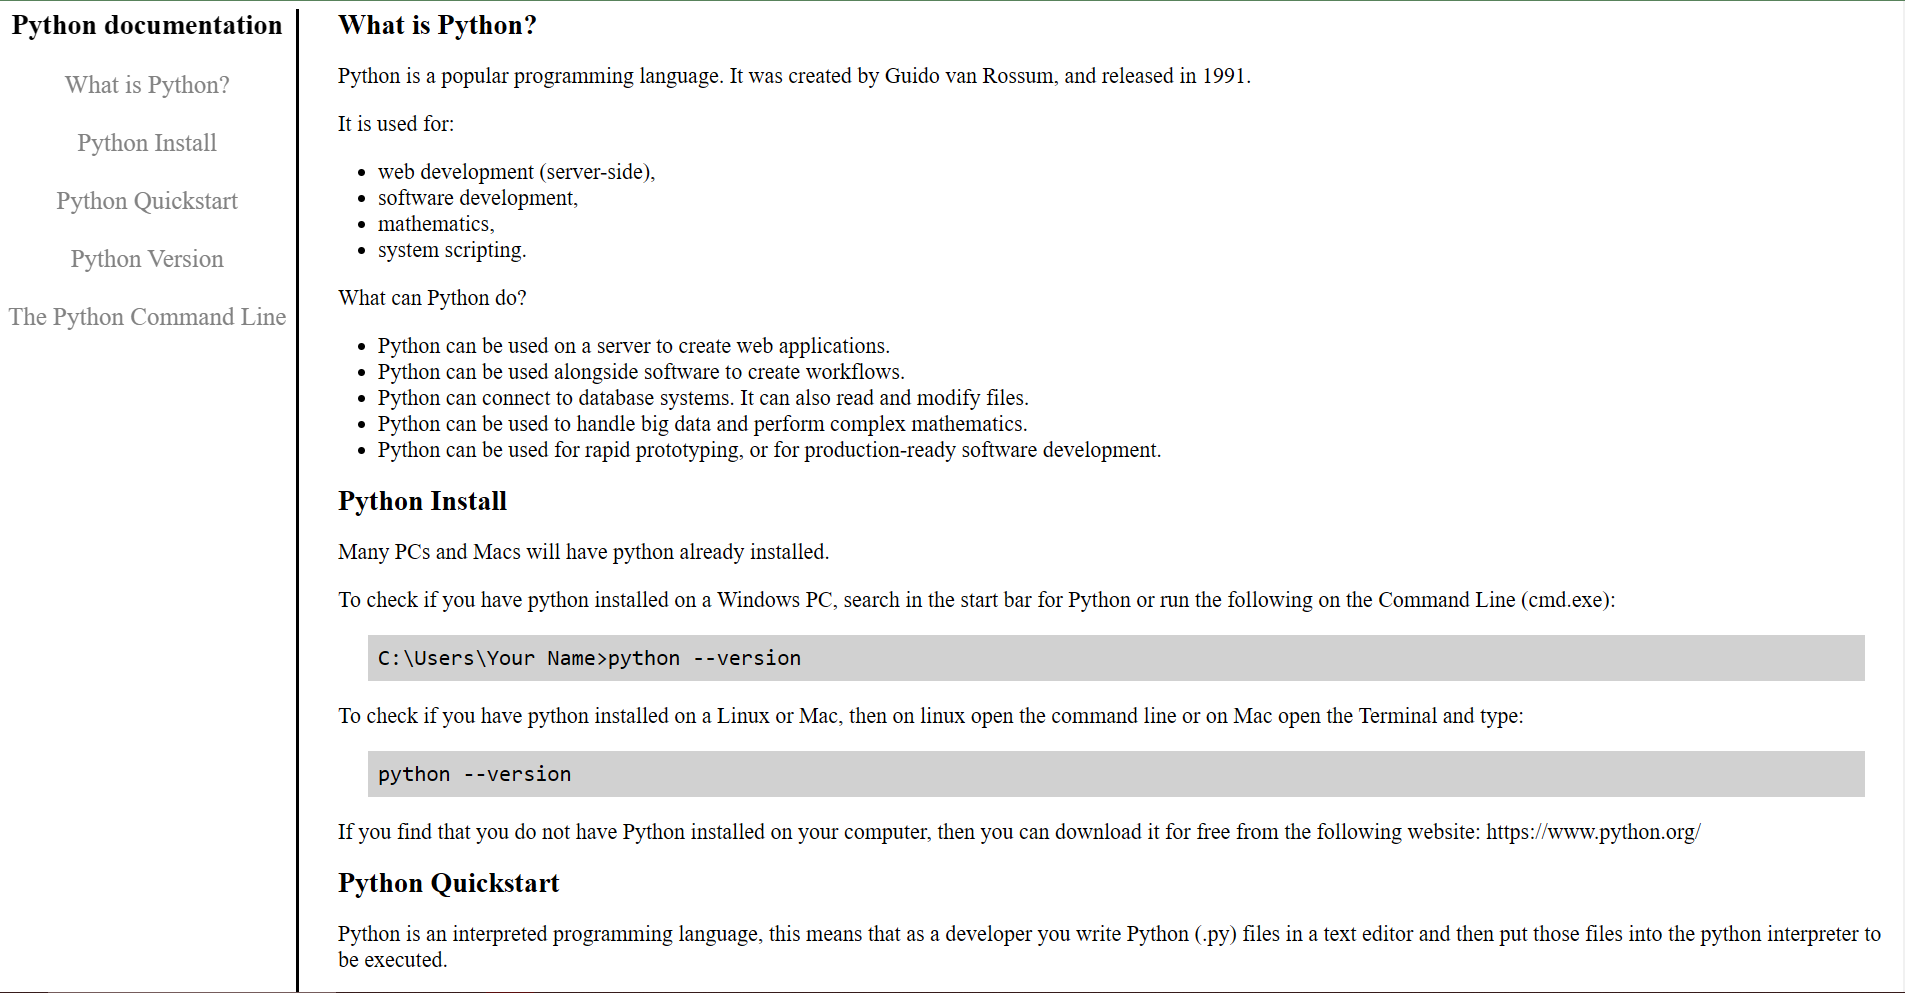 Python documentation
What is Python?
Python Install
Python Quickstart
Python Version
The Python Command Line
What is Python?
Python is a popular programming language. It was created by Guido van Rossum, and released in 1991.
It is used for:
• web development (server-side),
• software development,
• mathematics,
• system scripting.
What can Python do?
• Python can be used on a server to create web applications.
• Python can be used alongside software to create workflows.
• Python can connect to database systems. It can also read and modify files.
• Python can be used to handle big data and perform complex mathematics.
• Python can be used for rapid prototyping, or for production-ready software development.
Python Install
Many PCs and Macs will have python already installed.
To check if you have python installed on a Windows PC, search in the start bar for Python or run the following on the Command Line (cmd.exe):
C:\Users\Your Name>python --version
To check if you have python installed on a Linux or Mac, then on linux open the command line or on Mac open the Terminal and type:
python --version
If you find that you do not have Python installed on your computer, then you can download it for free from the following website: https://www.python.org/
Python Quickstart
Python is an interpreted programming language, this means that as a developer you write Python (.py) files in a text editor and then put those files into the python interpreter to
be executed.